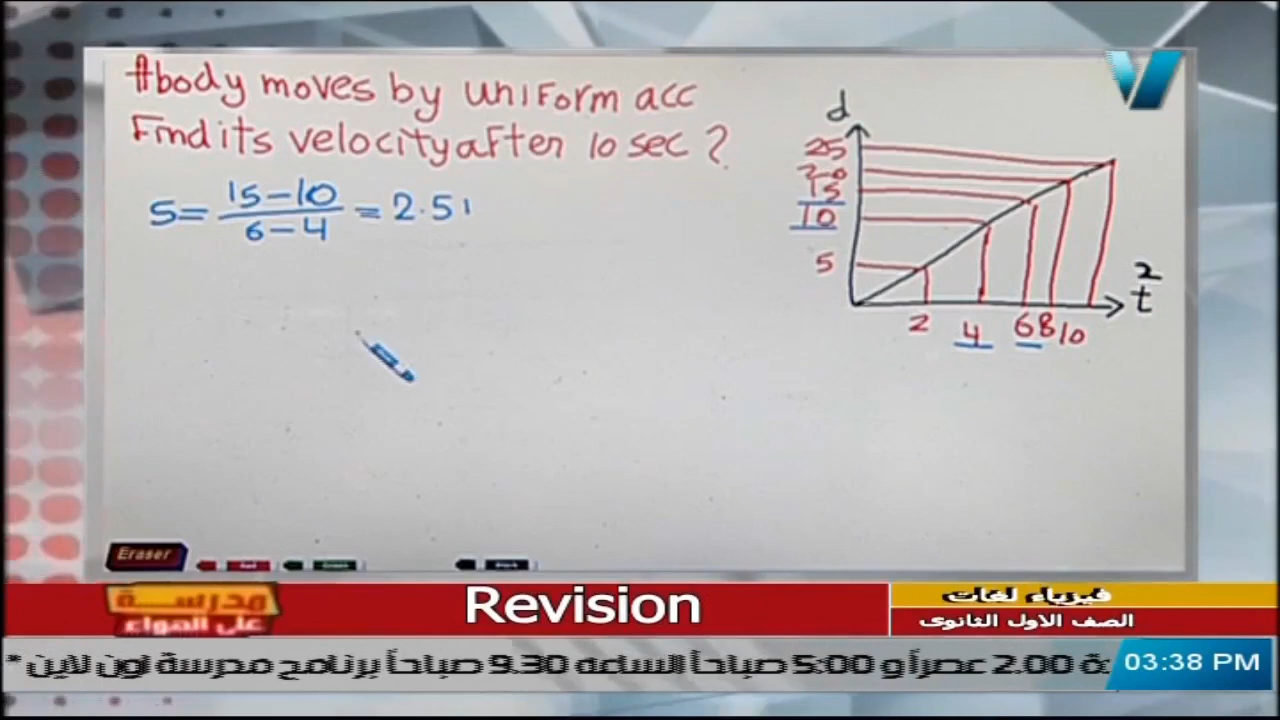 A body moves by uniform acc
Find its velocity after 10 sec ?
S = 15-10 / 6-4 = 2.5
d
25
20
15
10
5
2 4 6 8 10
t²
Eraser
Revision
مدرسة
على الهواء
فيزياء لغات
الصف الاول الثانوى
ة 2.00 عصراً و 5:00 صباحاً الساعه 9.30 صباحاً برنامج مدرسة اون لاين *
03:38 PM